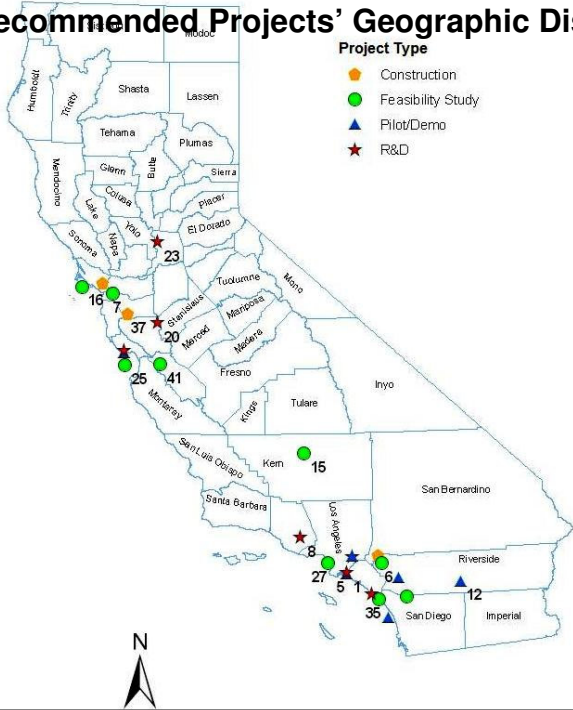 ecommended Projects' Geographic Dis
Modoc
Project Type
Construction
Feasibility Study
Pilot/Demo
R&D
Humboldt
Trinity
Shasta
Lassen
Tehama
Plumas
Mendocino
Glenn
Butte
Sierra
Colusa
Lake
Placer
Yolo
El Dorado
Sonoma
Napa
23
Mono
Tuolumne
16
7
Stanislaus
Mariposa
37
20
Merced
Madera
25
41
Fresno
Inyo
Monterey
Kings
Tulare
San Luis Obispo
Kern
15
San Bernardino
Santa Barbara
Los Angeles
8
Riverside
27
5
1
6
12
35
San Diego
Imperial
N